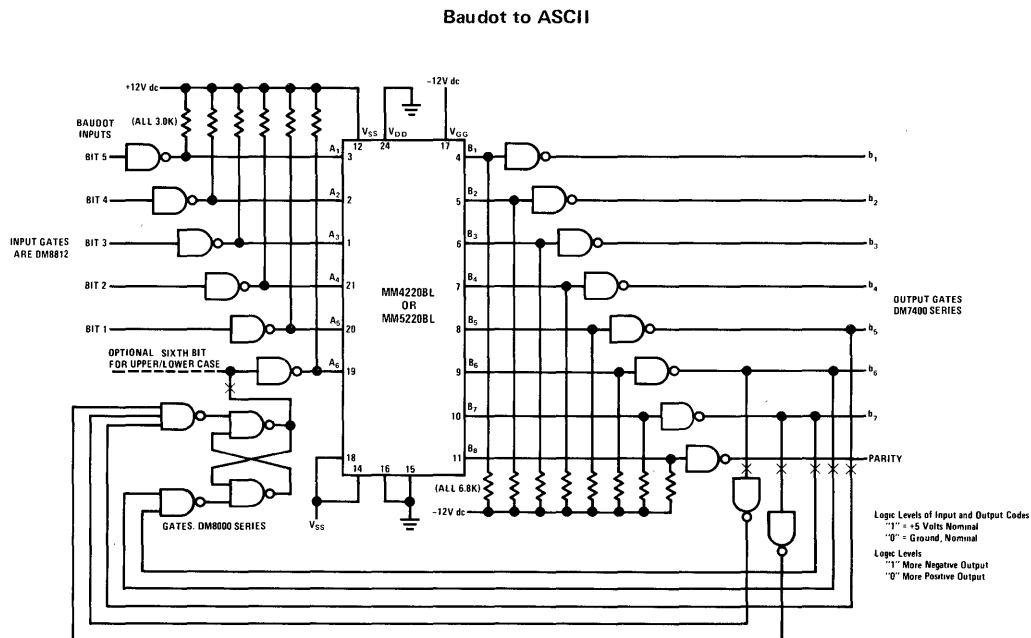 Baudot to ASCII
+12V dc
-12V dc
BAUDOT
INPUTS
(ALL 3.0K)
VSS
VDD
VGG
12
24
17
BIT 5
A1
3
B1
4
b1
BIT 4
A2
2
B2
5
b2
INPUT GATES
ARE DM8812
BIT 3
A3
1
B3
6
b3
BIT 2
A4
21
MM4220BL
OR
MM5220BL
B4
7
b4
OUTPUT GATES
DM7400 SERIES
BIT 1
A5
20
B5
8
b5
OPTIONAL SIXTH BIT
FOR UPPER/LOWER CASE
A6
19
B6
9
b6
B7
10
b7
B8
11
PARITY
18
14
16
15
(ALL 6.8K)
-12V dc
VSS
GATES. DM8000 SERIES
Logic Levels of Input and Output Codes
"1" = +5 Volts Nominal
"0" = Ground, Nominal
Logic Levels
"1" More Negative Output
"0" More Positive Output